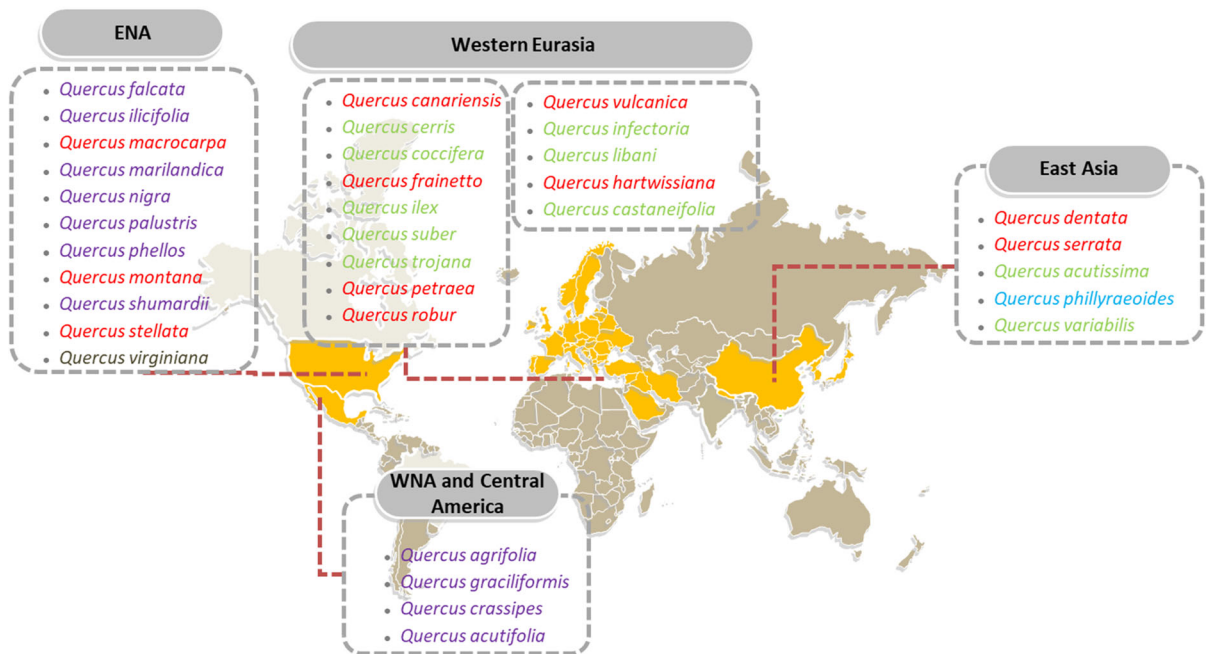 ENA
Quercus falcata
Quercus ilicifolia
Quercus macrocarpa
Quercus marilandica
Quercus nigra
Quercus palustris
Quercus phellos
Quercus montana
Quercus shumardii
Quercus stellata
Quercus virginiana
Western Eurasia
Quercus canariensis
Quercus cerris
Quercus coccifera
Quercus frainetto
Quercus ilex
Quercus suber
Quercus trojana
Quercus petraea
Quercus robur
Quercus vulcanica
Quercus infectoria
Quercus libani
Quercus hartwissiana
Quercus castaneifolia
East Asia
Quercus dentata
Quercus serrata
Quercus acutissima
Quercus phillyraeoides
Quercus variabilis
WNA and Central
America
Quercus agrifolia
Quercus graciliformis
Quercus crassipes
Quercus acutifolia